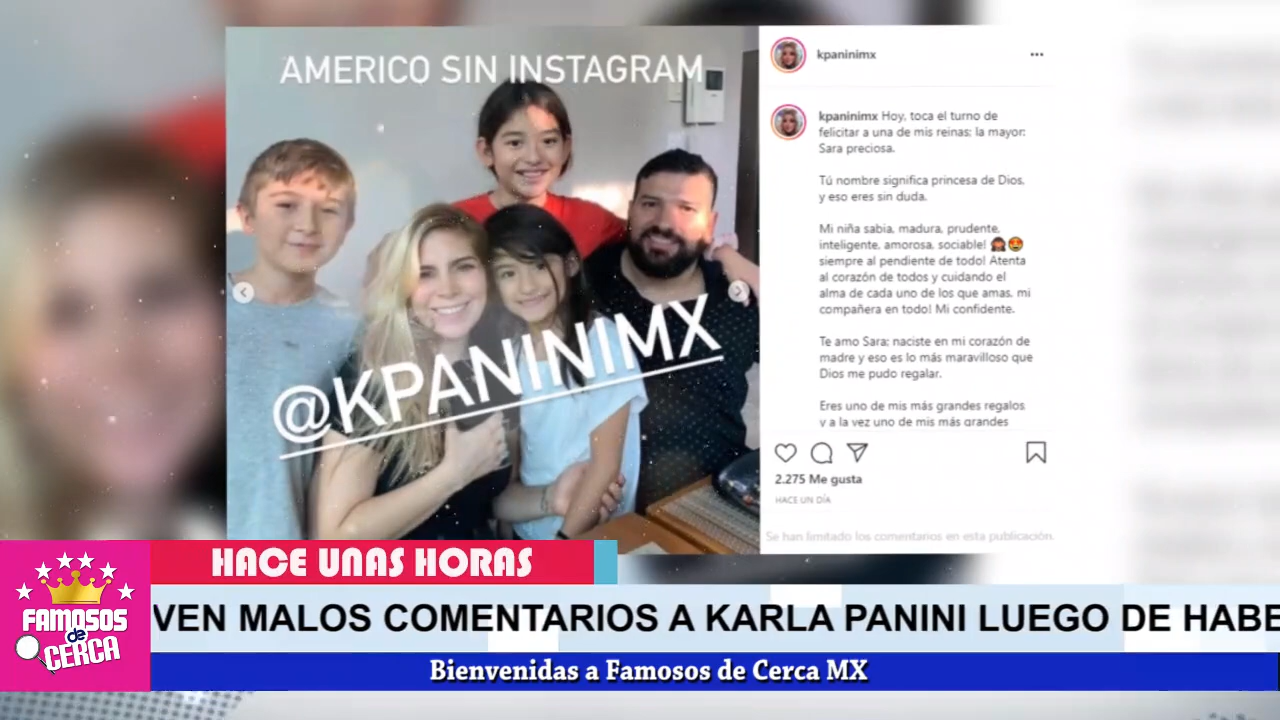 AMERICO SIN INSTAGRAM
@KPANINIMX
kpaninimx
kpaninimx Hoy, toca el turno de
felicitar a una de mis reinas: la mayor:
Sara preciosa.
Tú nombre significa princesa de Dios,
y eso eres sin duda.
Mi niña sabia, madura, prudente,
inteligente, amorosa, sociable! 🙈😍
siempre al pendiente de todo! Atenta
al corazón de todos y cuidando el
alma de cada uno de los que amas, mi
compañera en todo! Mi confidente.
Te amo Sara: naciste en mi corazón de
madre y eso es lo más maravilloso que
Dios me pudo regalar.
Eres uno de mis más grandes regalos
y a la vez uno de mis más grandes
2.275 Me gusta
HACE UN DÍA
Se han limitado los comentarios en esta publicación.
HACE UNAS HORAS
VEN MALOS COMENTARIOS A KARLA PANINI LUEGO DE HABE
FAMOSOS
de
CERCA
Bienvenidas a Famosos de Cerca MX